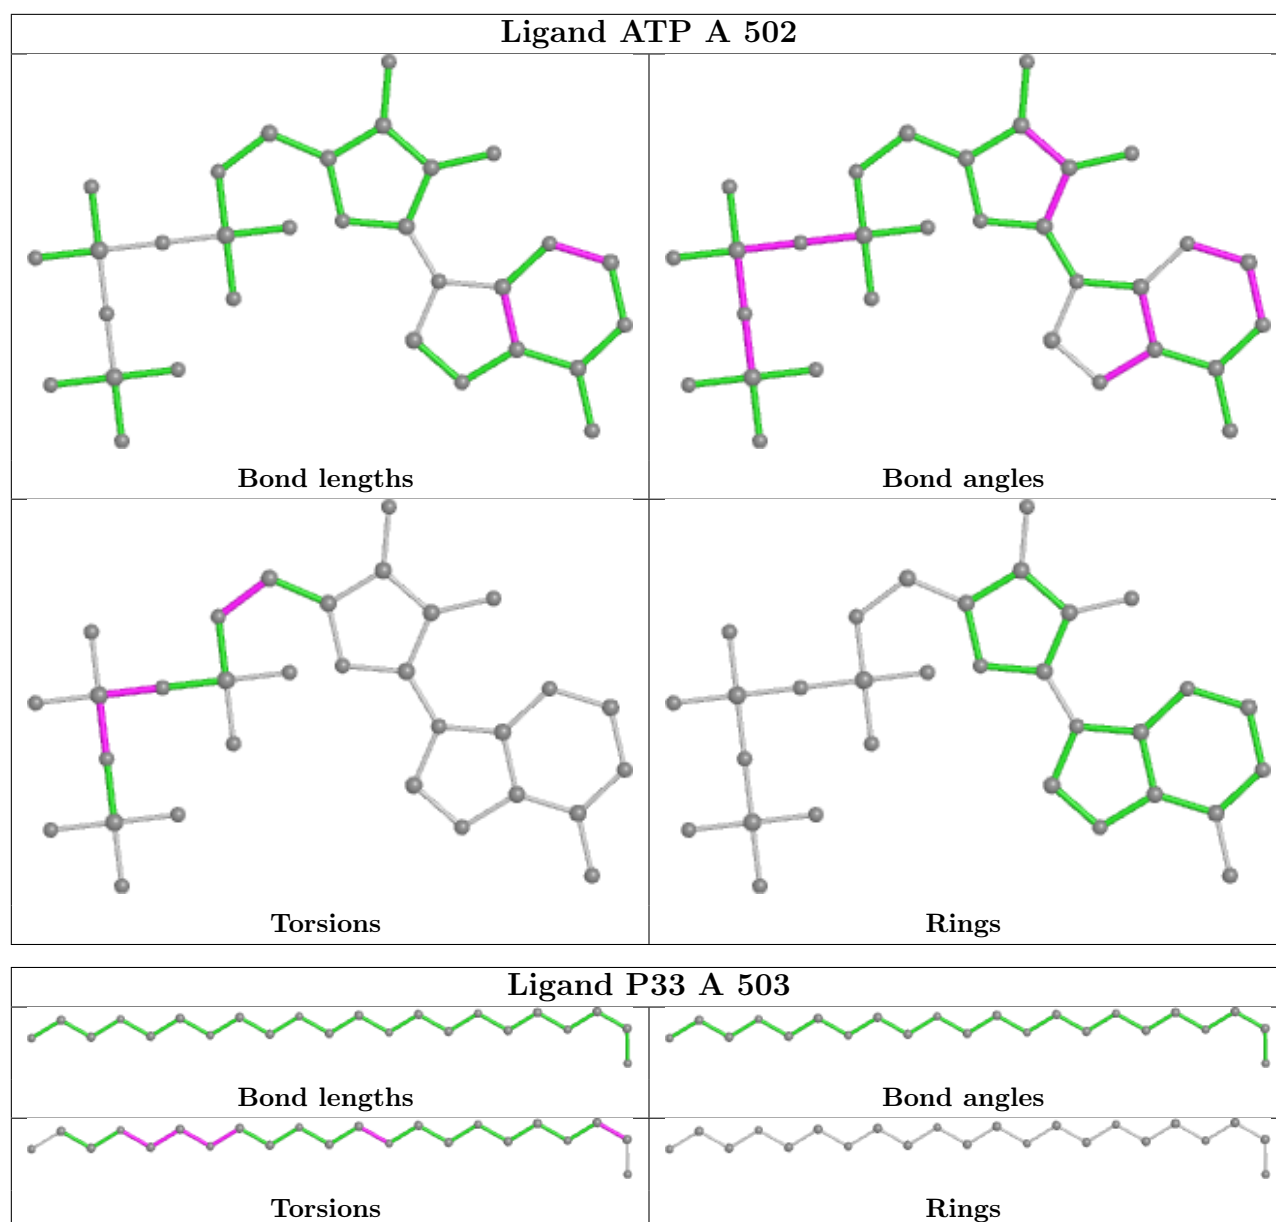 Ligand ATP A 502
Bond lengths
Bond angles
Torsions
Rings
Ligand P33 A 503
Bond lengths
Bond angles
Torsions
Rings